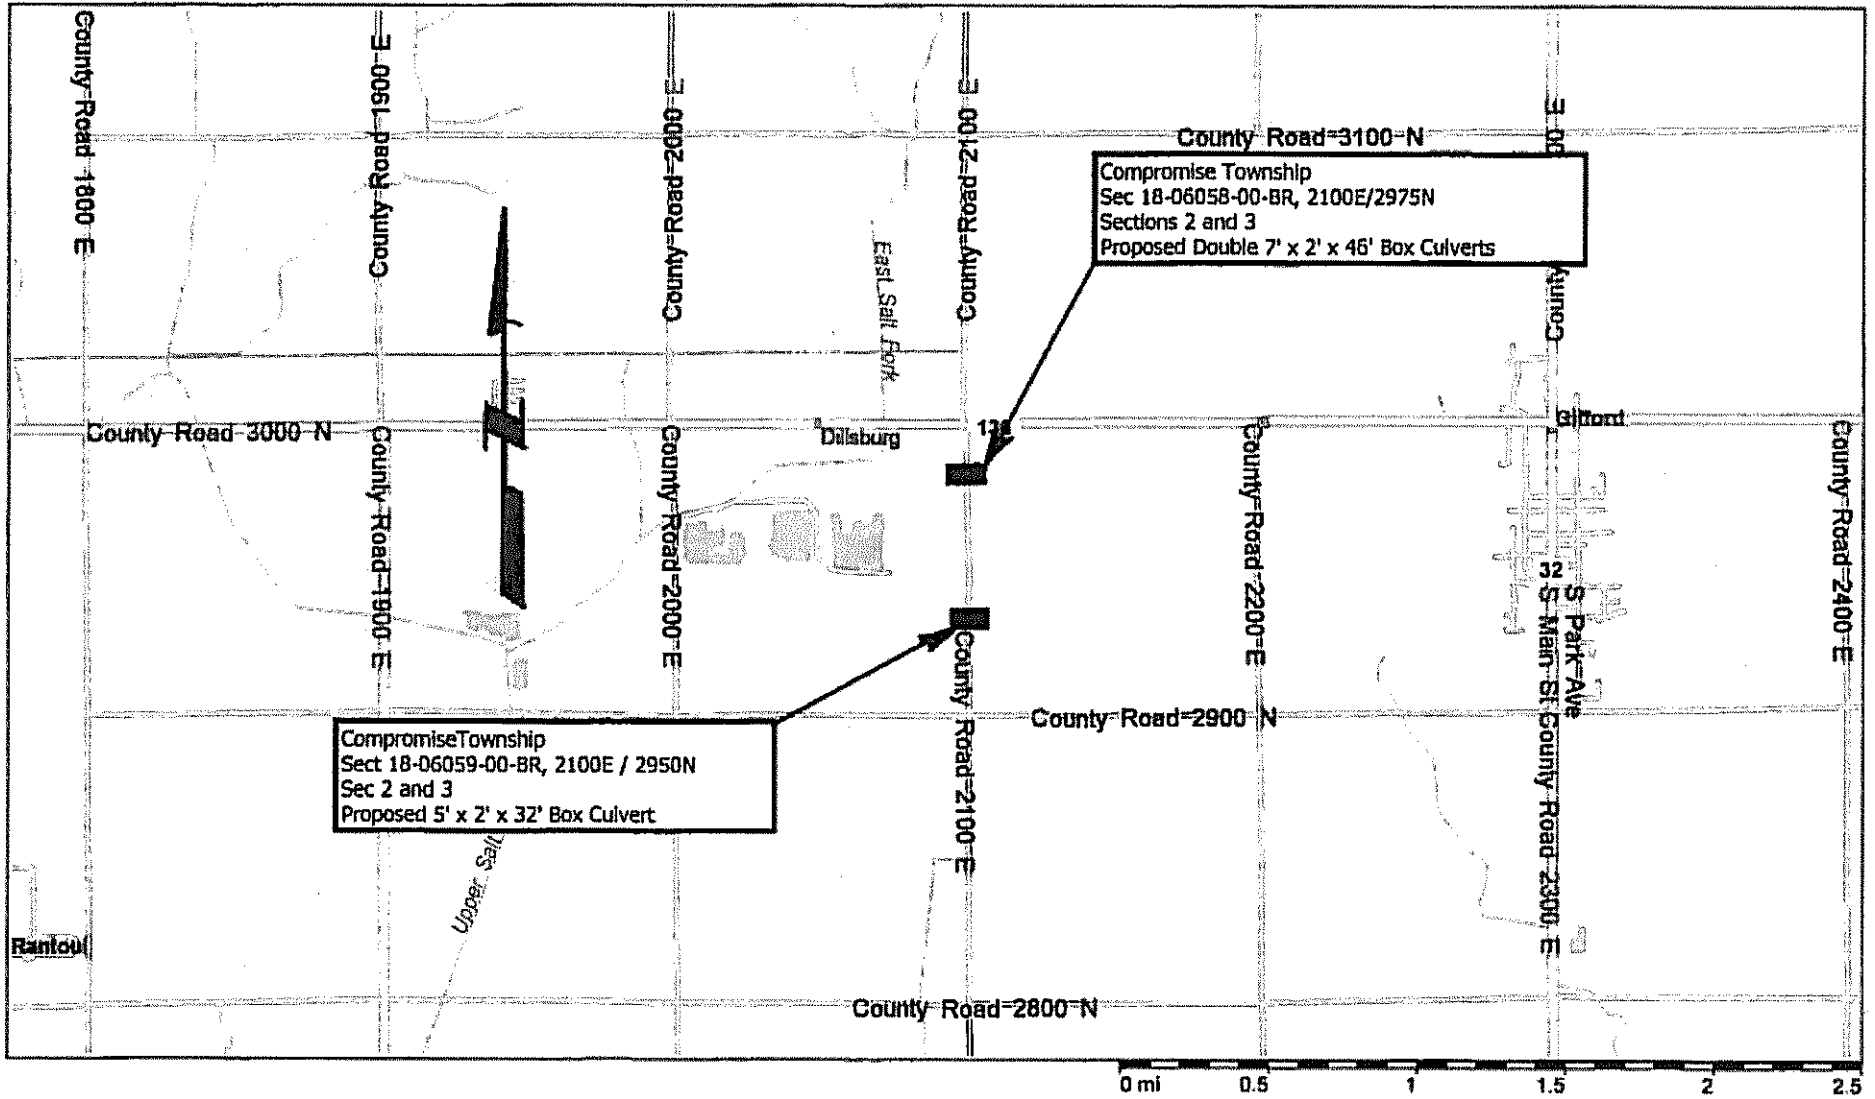 County Road 1800 E
County Road 1900 E
County Road 2000 E
County Road 2100 E
County Road 3100 N
Compromise Township
Sec 18-06058-00-BR, 2100E/2975N
Sections 2 and 3
Proposed Double 7' x 2' x 46' Box Culverts
East Salt Fork
County
00 E
County Road 3000 N
Dillsburg
Gifford
County Road 1900 E
County Road 2000 E
County Road 2200 E
County Road 2400 E
32
S Park Ave
S Main St
County Road 2300 E
County Road 2100 E
County Road 2900 N
CompromiseTownship
Sect 18-06059-00-BR, 2100E / 2950N
Sec 2 and 3
Proposed 5' x 2' x 32' Box Culvert
Upper Salt
Rantoul
County Road 2800 N
0 mi 0.5 1 1.5 2 2.5